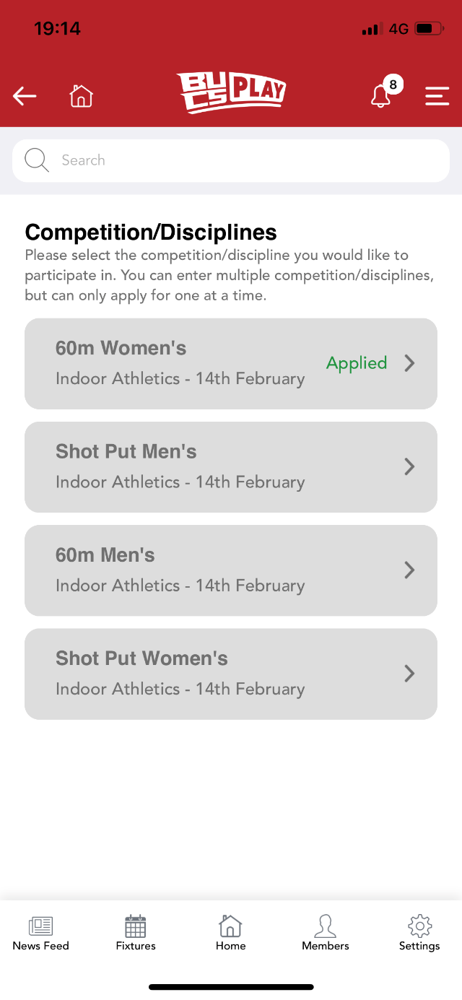 19:14
4G
BUCS PLAY
8
Search
Competition/Disciplines
Please select the competition/discipline you would like to
participate in. You can enter multiple competition/disciplines,
but can only apply for one at a time.
60m Women's
Indoor Athletics - 14th February
Applied
Shot Put Men's
Indoor Athletics - 14th February
60m Men's
Indoor Athletics - 14th February
Shot Put Women's
Indoor Athletics - 14th February
News Feed
Fixtures
Home
Members
Settings